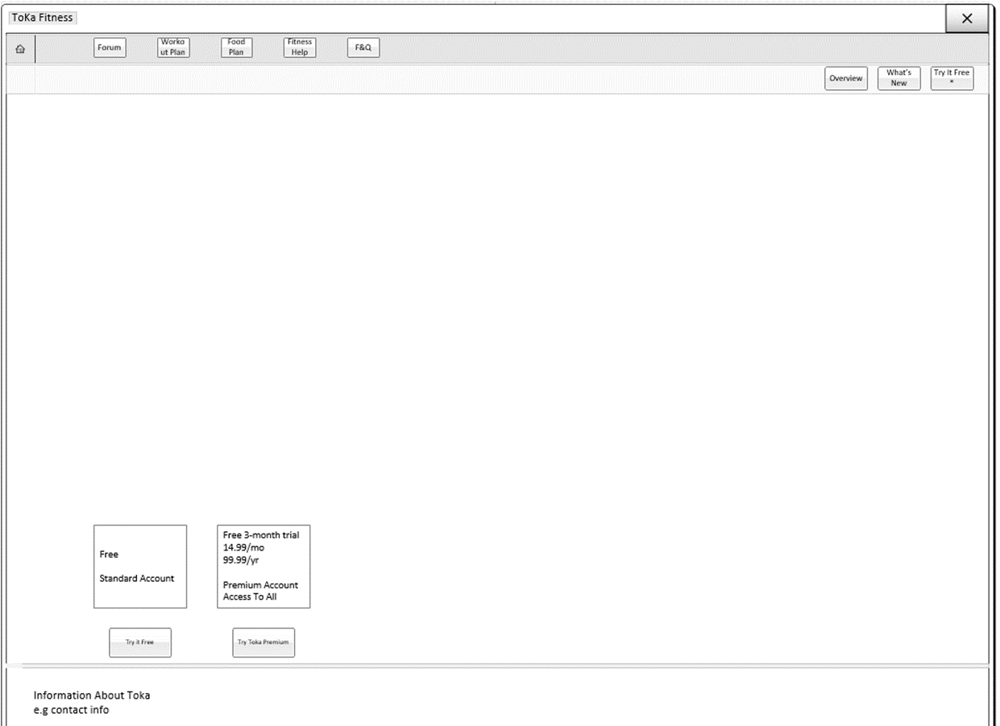 ToKa Fitness
Forum
Worko
ut Plan
Food
Plan
Fitness
Help
F&Q
Overview
What's
New
Try It Free
*
Free
Standard Account
Free 3-month trial
14.99/mo
99.99/yr
Premium Account
Access To All
Try it Free
Try Toka Premium
Information About Toka
e.g contact info